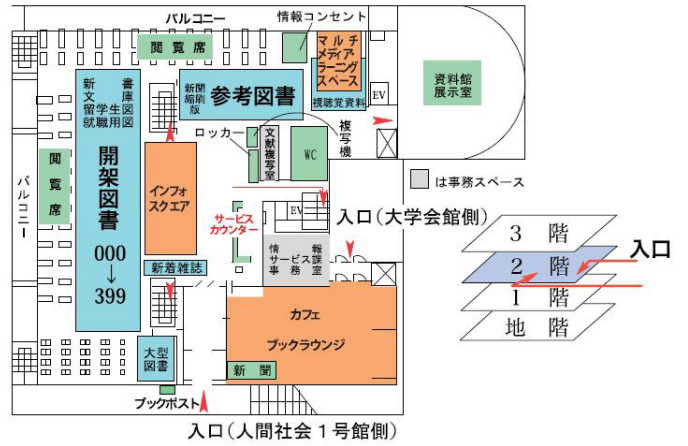 バルコニー
情報コンセント
閲覧席
マルチ
メディア
ラーニング
スペース
視聴覚資料
EV
資料館
展示室
新書
文庫
留学生図
就職用図
開架図書
000
↓
399
新聞
縮刷
版
参考図書
ロッカー
文献複写室
WC
複写機
は事務スペース
バルコニー
閲覧席
インフォ
スクエア
サービス
カウンター
EV
入口(大学会館側)
情報
サービス課
事務室
新着雑誌
カフェ
ブックラウンジ
新聞
大型
図書
ブックポスト
入口(人間社会1号館側)
3階
2階
入口
1階
地階